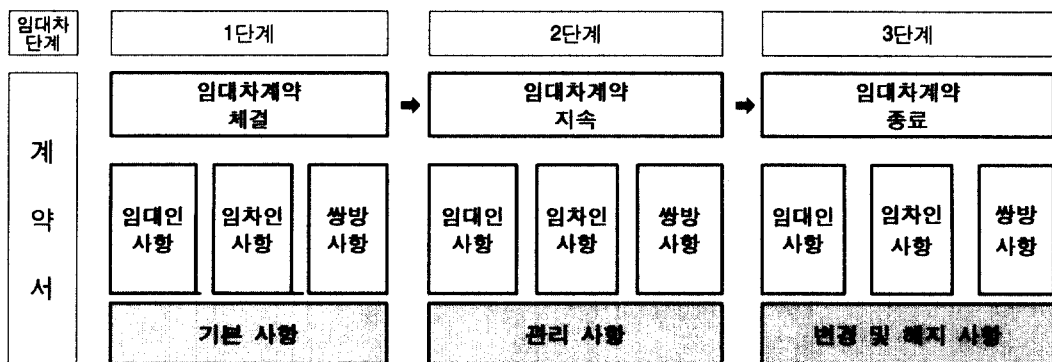 임대차
단계
1단계
2단계
3단계
계
약
서
임대차계약
체결
➡
임대차계약
지속
➡
임대차계약
종료
임대인
사항
임차인
사항
쌍방
사항
임대인
사항
임차인
사항
쌍방
사항
임대인
사항
임차인
사항
쌍방
사항
기본 사항
관리 사항
변경 및 해지 사항